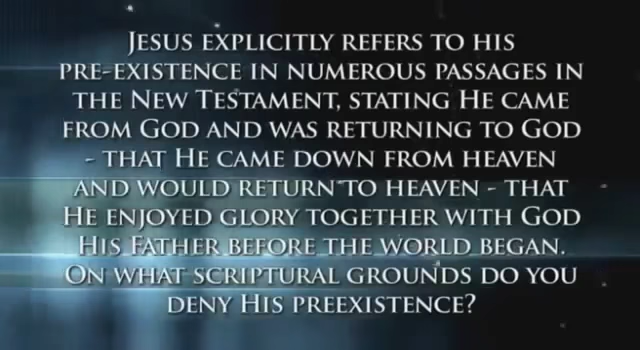 Jesus explicitly refers to his
pre-existence in numerous passages in
the New Testament, stating He came
from God and was returning to God
- that He came down from heaven
and would return to heaven - that
He enjoyed glory together with God
His Father before the world began.
On what scriptural grounds do you
deny His preexistence?